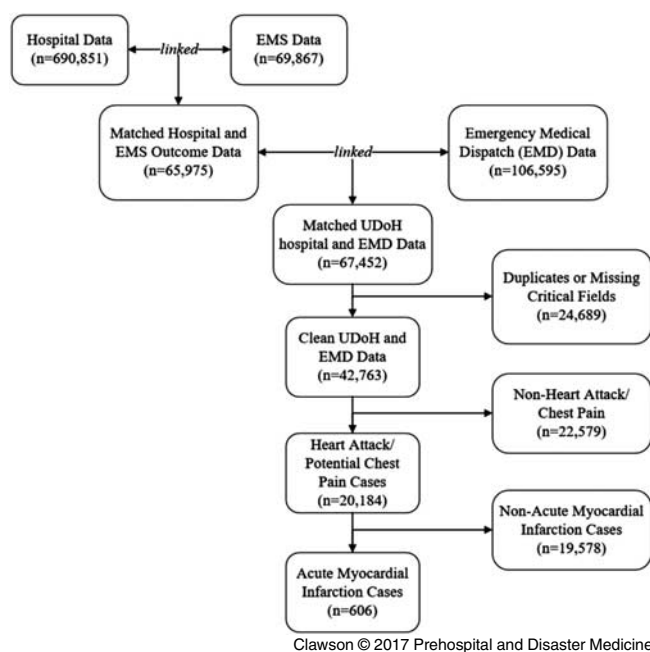 Hospital Data
(n=690,851)
linked
EMS Data
(n=69,867)
Matched Hospital and
EMS Outcome Data
(n=65,975)
linked
Emergency Medical
Dispatch (EMD) Data
(n=106,595)
Matched UDoH
hospital and EMD Data
(n=67,452)
Duplicates or Missing
Critical Fields
(n=24,689)
Clean UDoH and
EMD Data
(n=42,763)
Non-Heart Attack/
Chest Pain
(n=22,579)
Heart Attack/
Potential Chest
Pain Cases
(n=20,184)
Non-Acute Myocardial
Infarction Cases
(n=19,578)
Acute Myocardial
Infarction Cases
(n=606)
Clawson © 2017 Prehospital and Disaster Medicine